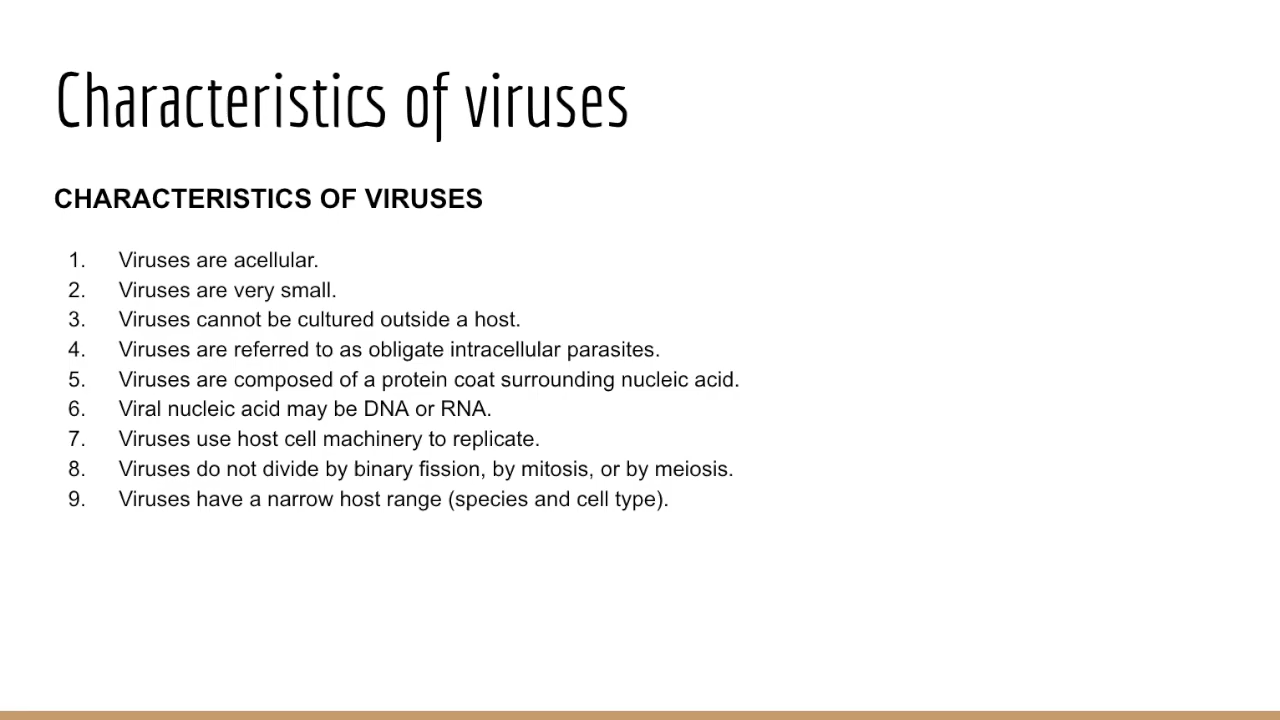 Characteristics of viruses
CHARACTERISTICS OF VIRUSES
1. Viruses are acellular.
2. Viruses are very small.
3. Viruses cannot be cultured outside a host.
4. Viruses are referred to as obligate intracellular parasites.
5. Viruses are composed of a protein coat surrounding nucleic acid.
6. Viral nucleic acid may be DNA or RNA.
7. Viruses use host cell machinery to replicate.
8. Viruses do not divide by binary fission, by mitosis, or by meiosis.
9. Viruses have a narrow host range (species and cell type).